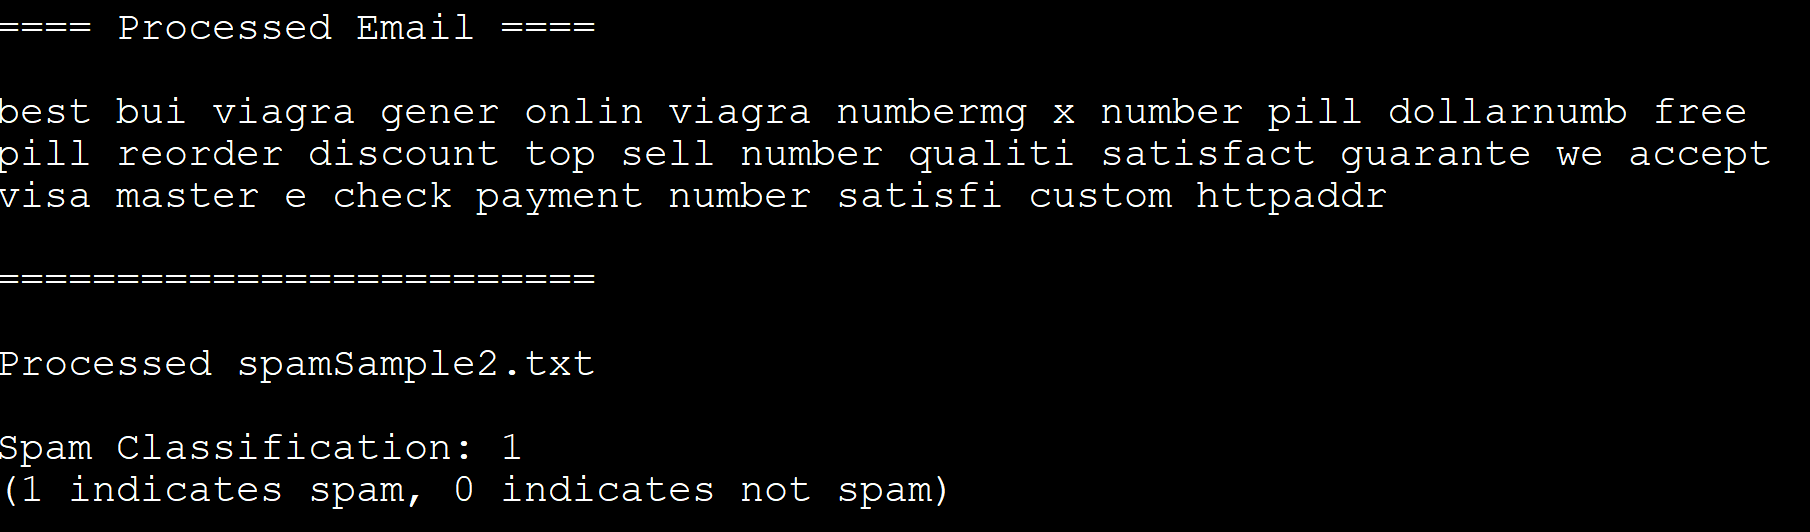 ==== Processed Email ====
best bui viagra gener onlin viagra numbermg x number pill dollarnumb free
pill reorder discount top sell number qualiti satisfact guarante we accept
visa master e check payment number satisfi custom httpaddr
=========================
Processed spamSample2.txt
Spam Classification: 1
(1 indicates spam, 0 indicates not spam)